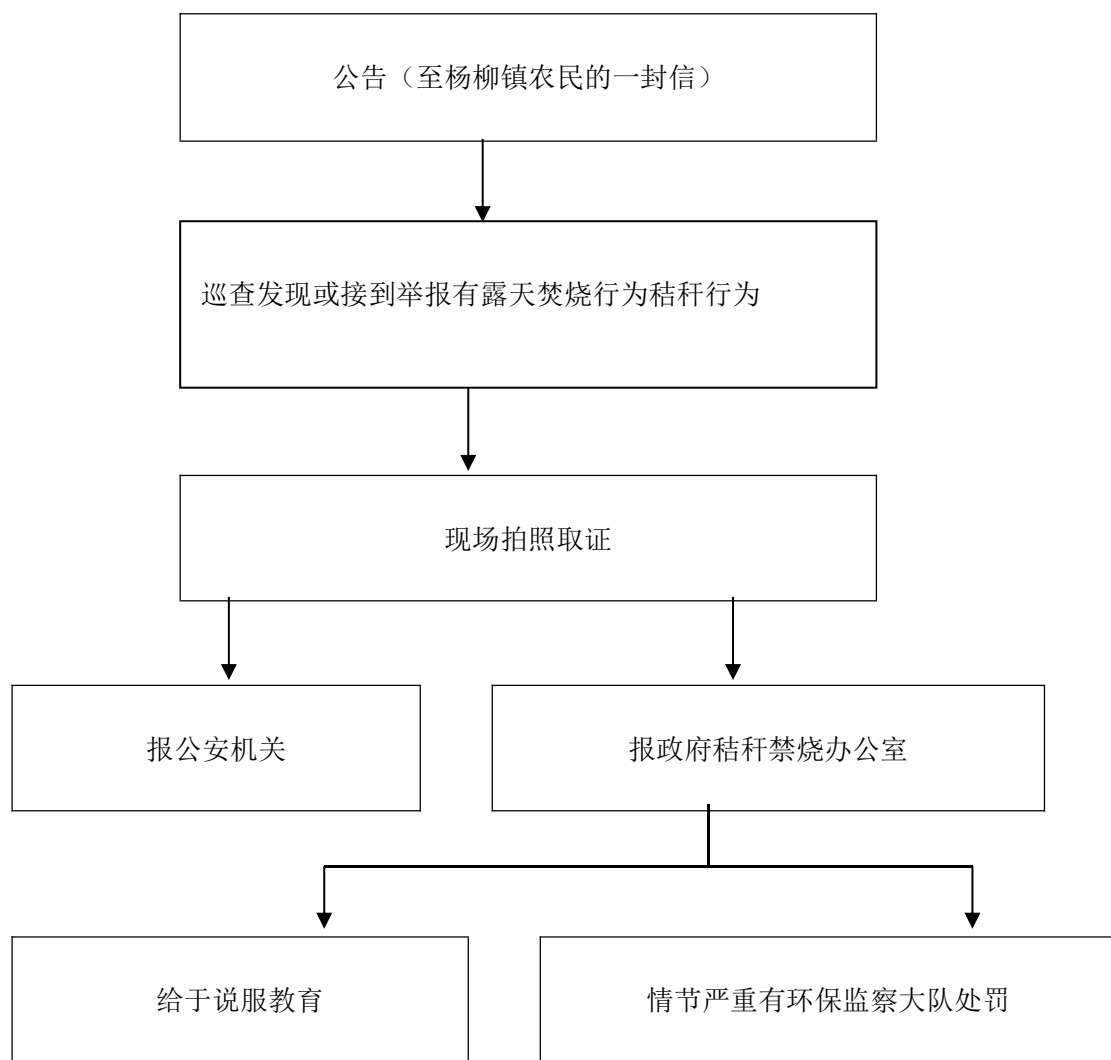 公告（至杨柳镇农民的一封信）
巡查发现或接到举报有露天焚烧行为秸秆行为
现场拍照取证
报公安机关
报政府秸秆禁烧办公室
给于说服教育
情节严重有环保监察大队处罚